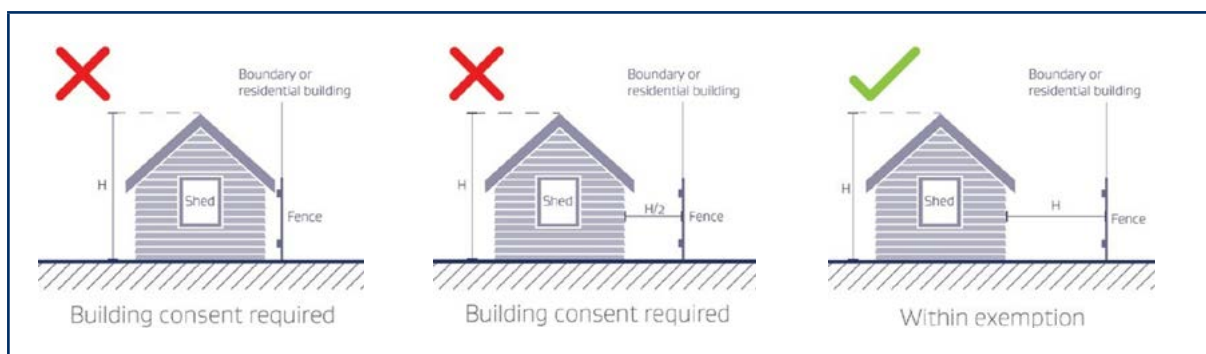 Boundary or
residential building
H
Shed
Fence
Building consent required
Boundary or
residential building
H
Shed
H/2
Fence
Building consent required
Boundary or
residential building
H
Shed
H
Fence
Within exemption